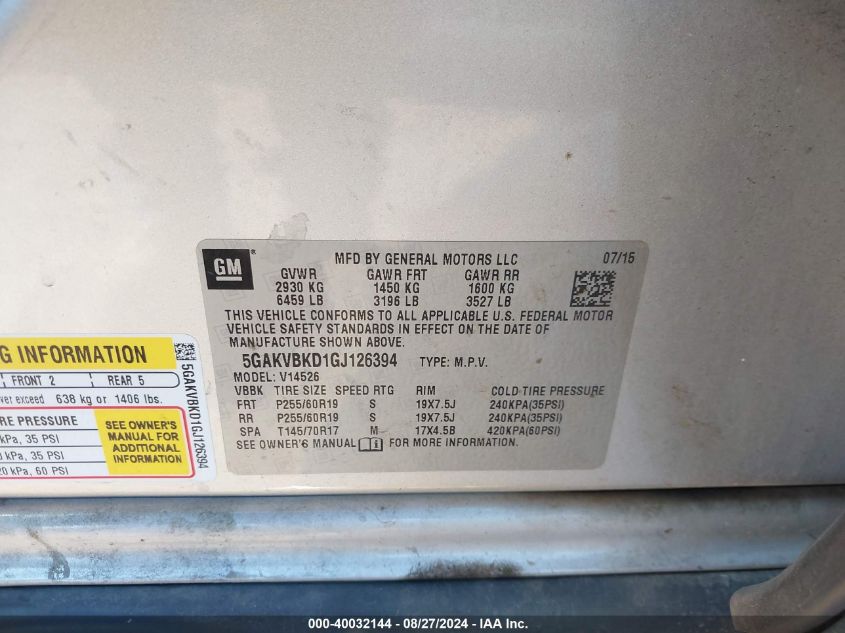 GM
MFD BY GENERAL MOTORS LLC 07/15
GVWR GAWR FRT GAWR RR
2930 KG 1450 KG 1600 KG
6459 LB 3196 LB 3527 LB
THIS VEHICLE CONFORMS TO ALL APPLICABLE U.S. FEDERAL MOTOR
VEHICLE SAFETY STANDARDS IN EFFECT ON THE DATE OF
MANUFACTURE SHOWN ABOVE.
5GAKVBKD1GJ126394 TYPE: M.P.V.
MODEL: V14526
VBBK TIRE SIZE SPEED RTG RIM COLD TIRE PRESSURE
FRT P255/60R19 S 19X7.5J 240KPA(35PSI)
RR P255/60R19 S 19X7.5J 240KPA(35PSI)
SPA T145/70R17 M 17X4.5B 420KPA(60PSI)
SEE OWNER'S MANUAL FOR MORE INFORMATION.
G INFORMATION
FRONT 2 REAR 5
ver exceed 638 kg or 1406 lbs.
RE PRESSURE
kPa, 35 PSI
kPa, 35 PSI
20 kPa, 60 PSI
SEE OWNER'S
MANUAL FOR
ADDITIONAL
INFORMATION
5GAKVBKD1GJ126394
000-40032144 - 08/27/2024 - IAA Inc.